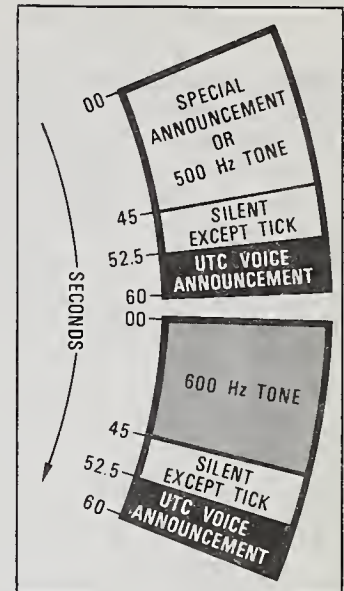 00
SPECIAL
ANNOUNCEMENT
OR
500 Hz TONE
45
SILENT
EXCEPT TICK
52.5
UTC VOICE
ANNOUNCEMENT
60
SECONDS
00
600 Hz TONE
45
SILENT
EXCEPT TICK
52.5
UTC VOICE
ANNOUNCEMENT
60